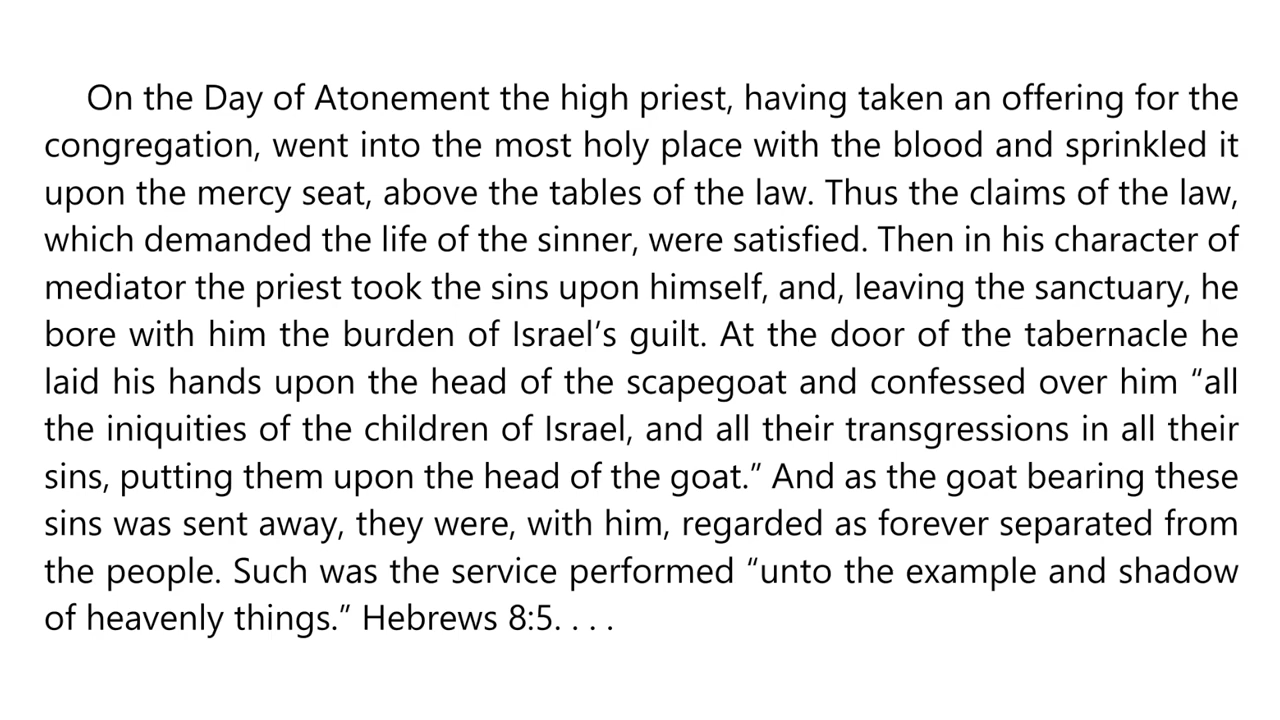 On the Day of Atonement the high priest, having taken an offering for the
congregation, went into the most holy place with the blood and sprinkled it
upon the mercy seat, above the tables of the law. Thus the claims of the law,
which demanded the life of the sinner, were satisfied. Then in his character of
mediator the priest took the sins upon himself, and, leaving the sanctuary, he
bore with him the burden of Israel’s guilt. At the door of the tabernacle he
laid his hands upon the head of the scapegoat and confessed over him “all
the iniquities of the children of Israel, and all their transgressions in all their
sins, putting them upon the head of the goat.” And as the goat bearing these
sins was sent away, they were, with him, regarded as forever separated from
the people. Such was the service performed “unto the example and shadow
of heavenly things.” Hebrews 8:5. . . .